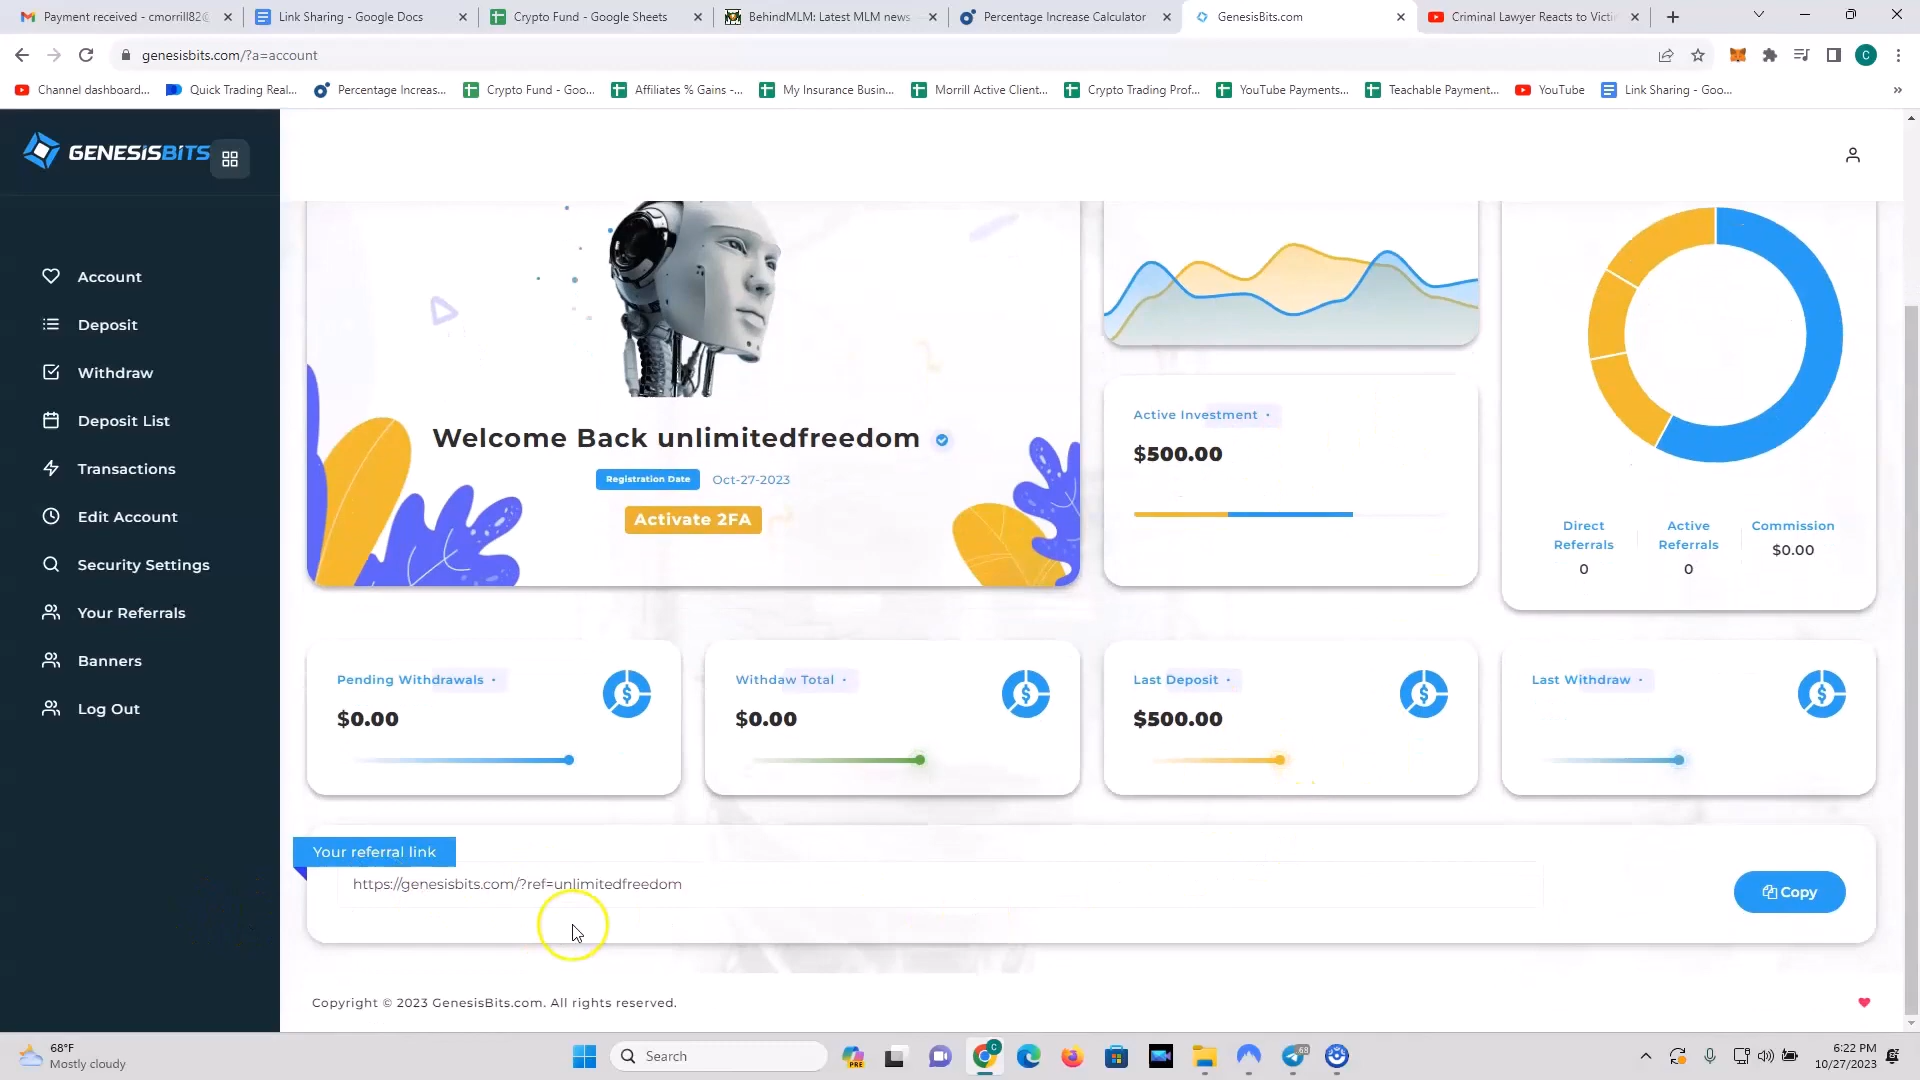 Payment received - cmorrill82@
Link Sharing - Google Docs
Crypto Fund - Google Sheets
BehindMLM: Latest MLM news
Percentage Increase Calculator
GenesisBits.com
Criminal Lawyer Reacts to Victi
genesisbits.com/?a=account
C
Channel dashboard...
Quick Trading Real...
Percentage Increas...
Crypto Fund - Goo...
Affiliates % Gains -...
My Insurance Busin...
Morrill Active Client...
Crypto Trading Prof...
YouTube Payments...
Teachable Payment...
YouTube
Link Sharing - Goo...
»
GENESISBITS
Account
Deposit
Withdraw
Deposit List
Transactions
Edit Account
Security Settings
Your Referrals
Banners
Log Out
Welcome Back unlimitedfreedom
Registration Date
Oct-27-2023
Activate 2FA
Active Investment
$500.00
Direct Referrals
0
Active Referrals
0
Commission
$0.00
Pending Withdrawals
$0.00
Withdaw Total
$0.00
Last Deposit
$500.00
Last Withdraw
Your referral link
https://genesisbits.com/?ref=unlimitedfreedom
Copy
Copyright © 2023 GenesisBits.com. All rights reserved.
68°F
Mostly cloudy
Search
PRE
C
68
6:22 PM
10/27/2023